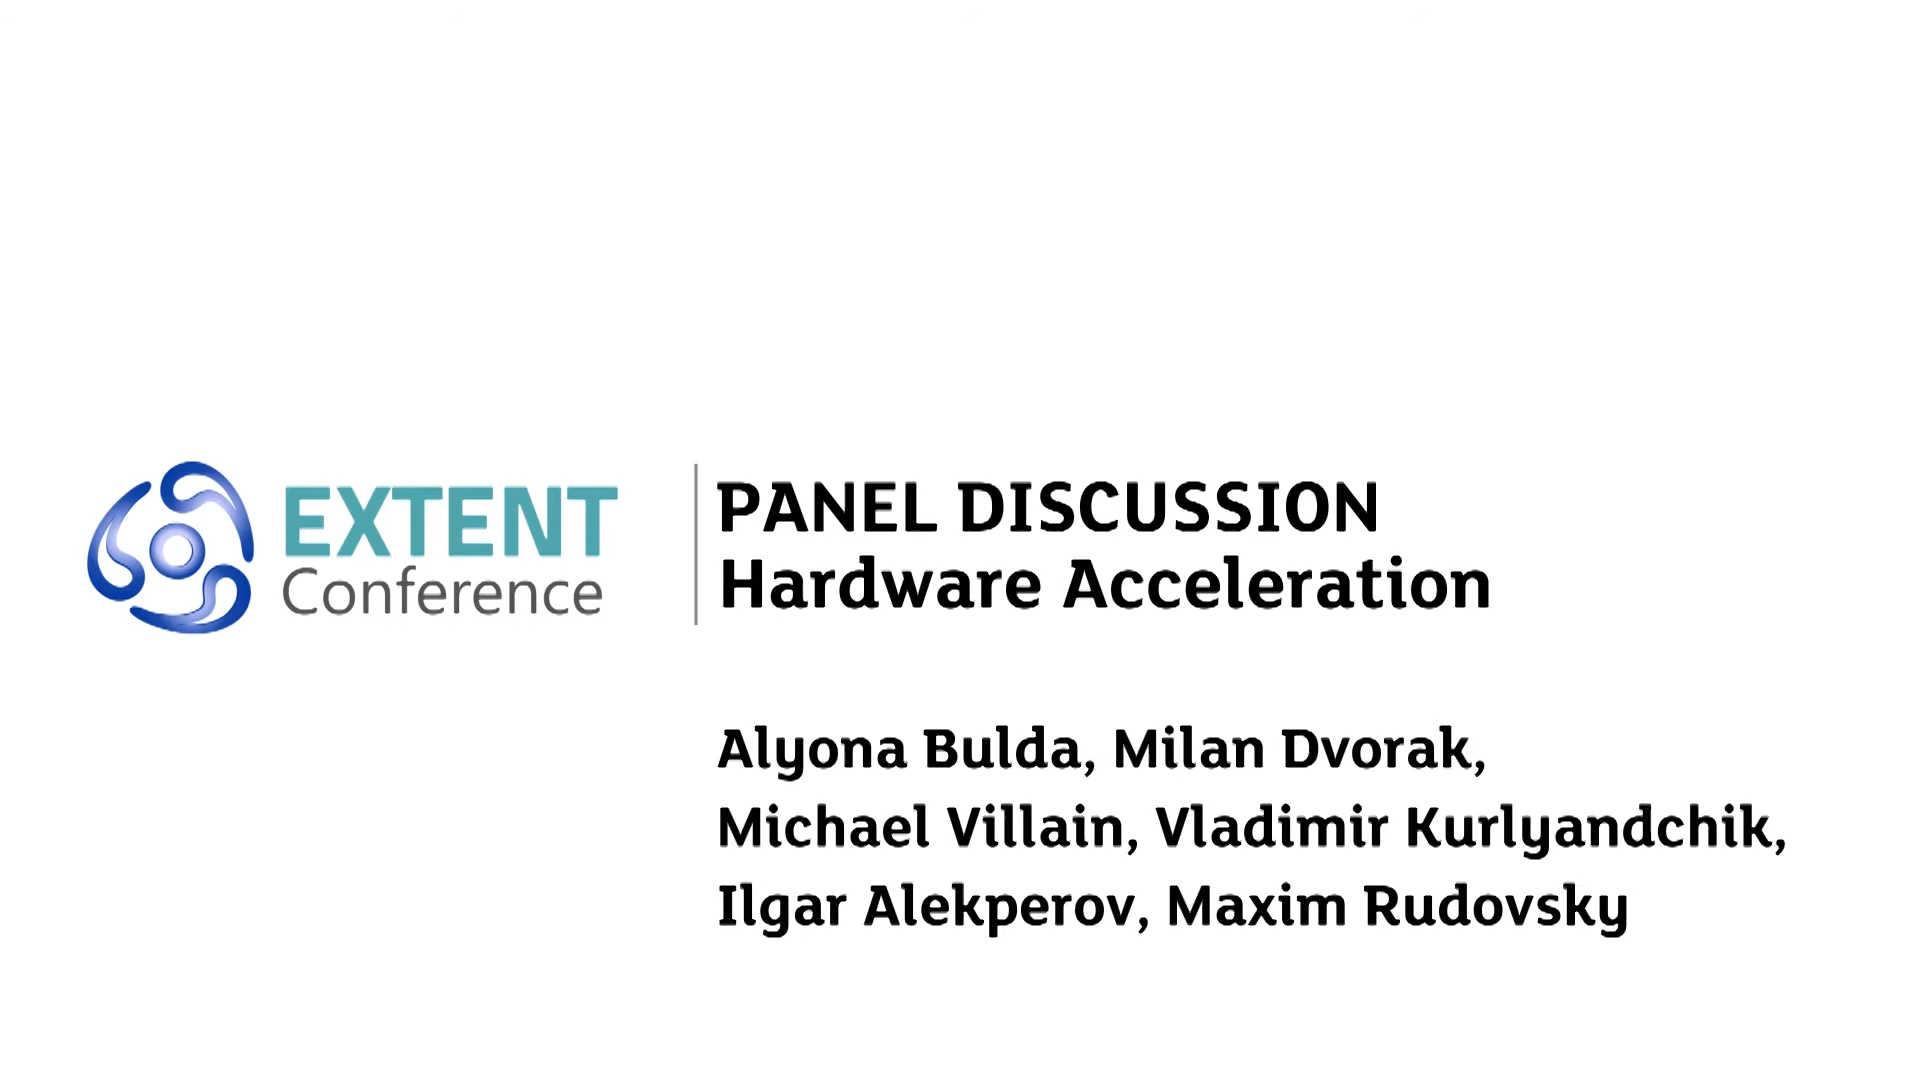 EXTENT
Conference
PANEL DISCUSSION
Hardware Acceleration
Alyona Bulda, Milan Dvorak,
Michael Villain, Vladimir Kurlyandchik,
Ilgar Alekperov, Maxim Rudovsky